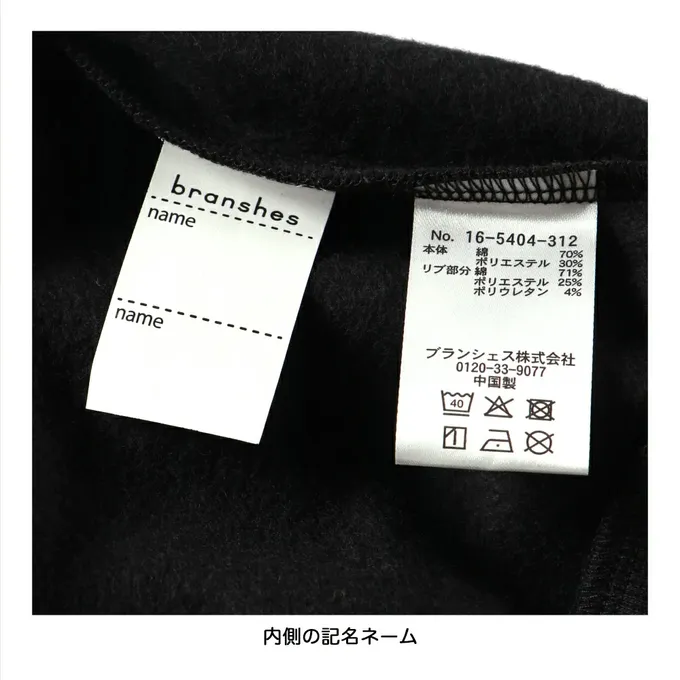 branshes
name
name
No. 16-5404-312
本体 綿 70%
ポリエステル 30%
リブ部分 綿 71%
ポリエステル 25%
ポリウレタン 4%
ブランシェス株式会社
0120-33-9077
中国製
40
内側の記名ネーム